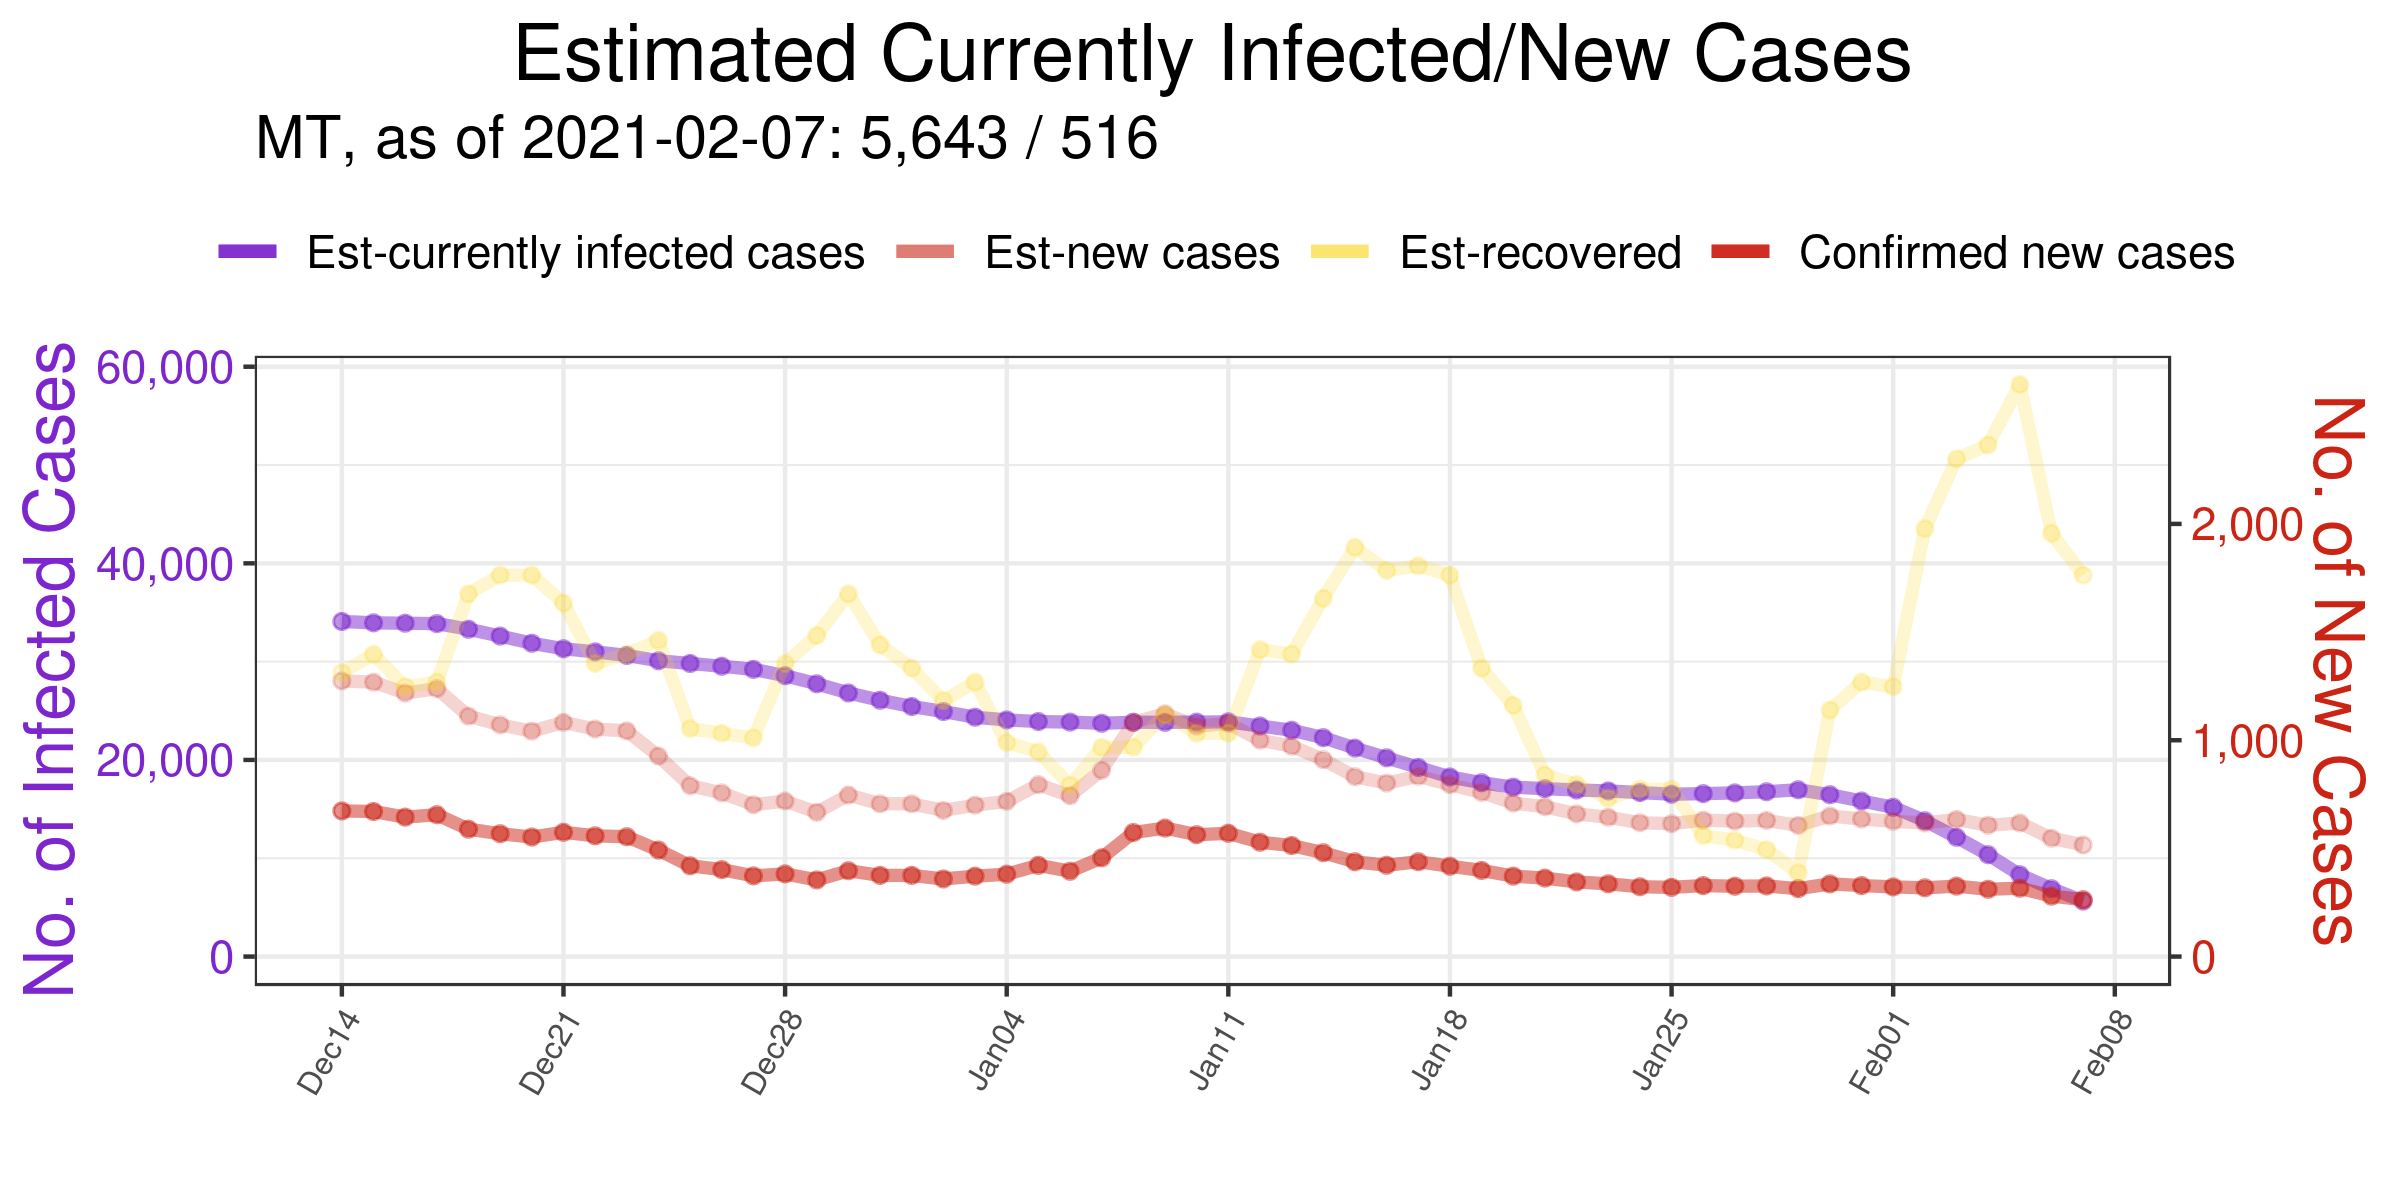 Estimated Currently Infected/New Cases
MT, as of 2021-02-07: 5,643 / 516
Est-currently infected cases Est-new cases Est-recovered Confirmed new cases
No. of Infected Cases
60,000
40,000
20,000
0
2,000
1,000
0
No. of New Cases
Dec14 Dec21 Dec28 Jan04 Jan11 Jan18 Jan25 Feb01 Feb08